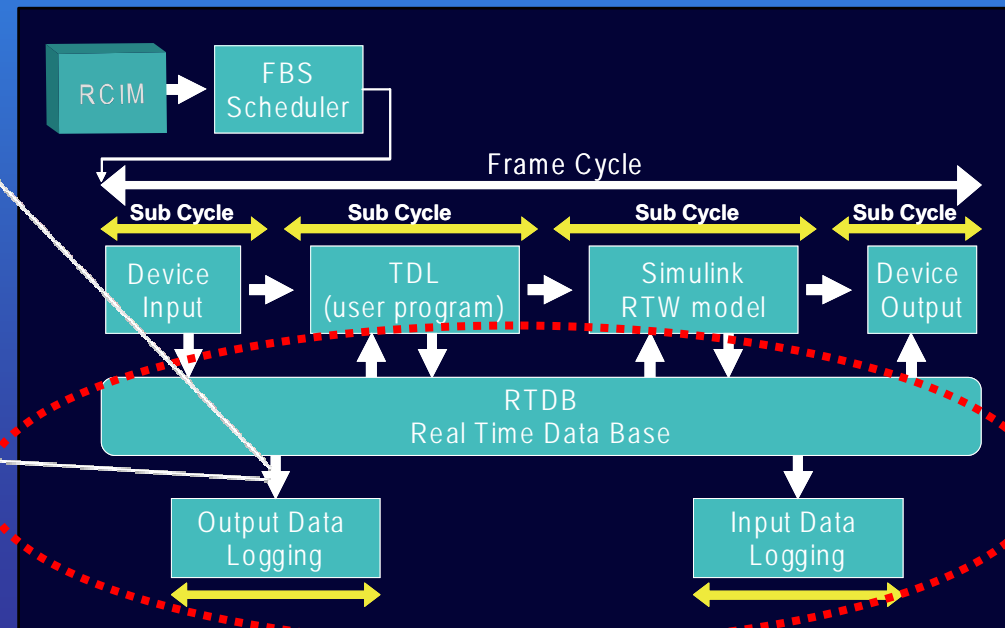 RCIM
FBS
Scheduler
Frame Cycle
Sub Cycle
Sub Cycle
Sub Cycle
Sub Cycle
Device
Input
TDL
(user program)
Simulink
RTW model
Device
Output
RTDB
Real Time Data Base
Output Data
Logging
Input Data
Logging